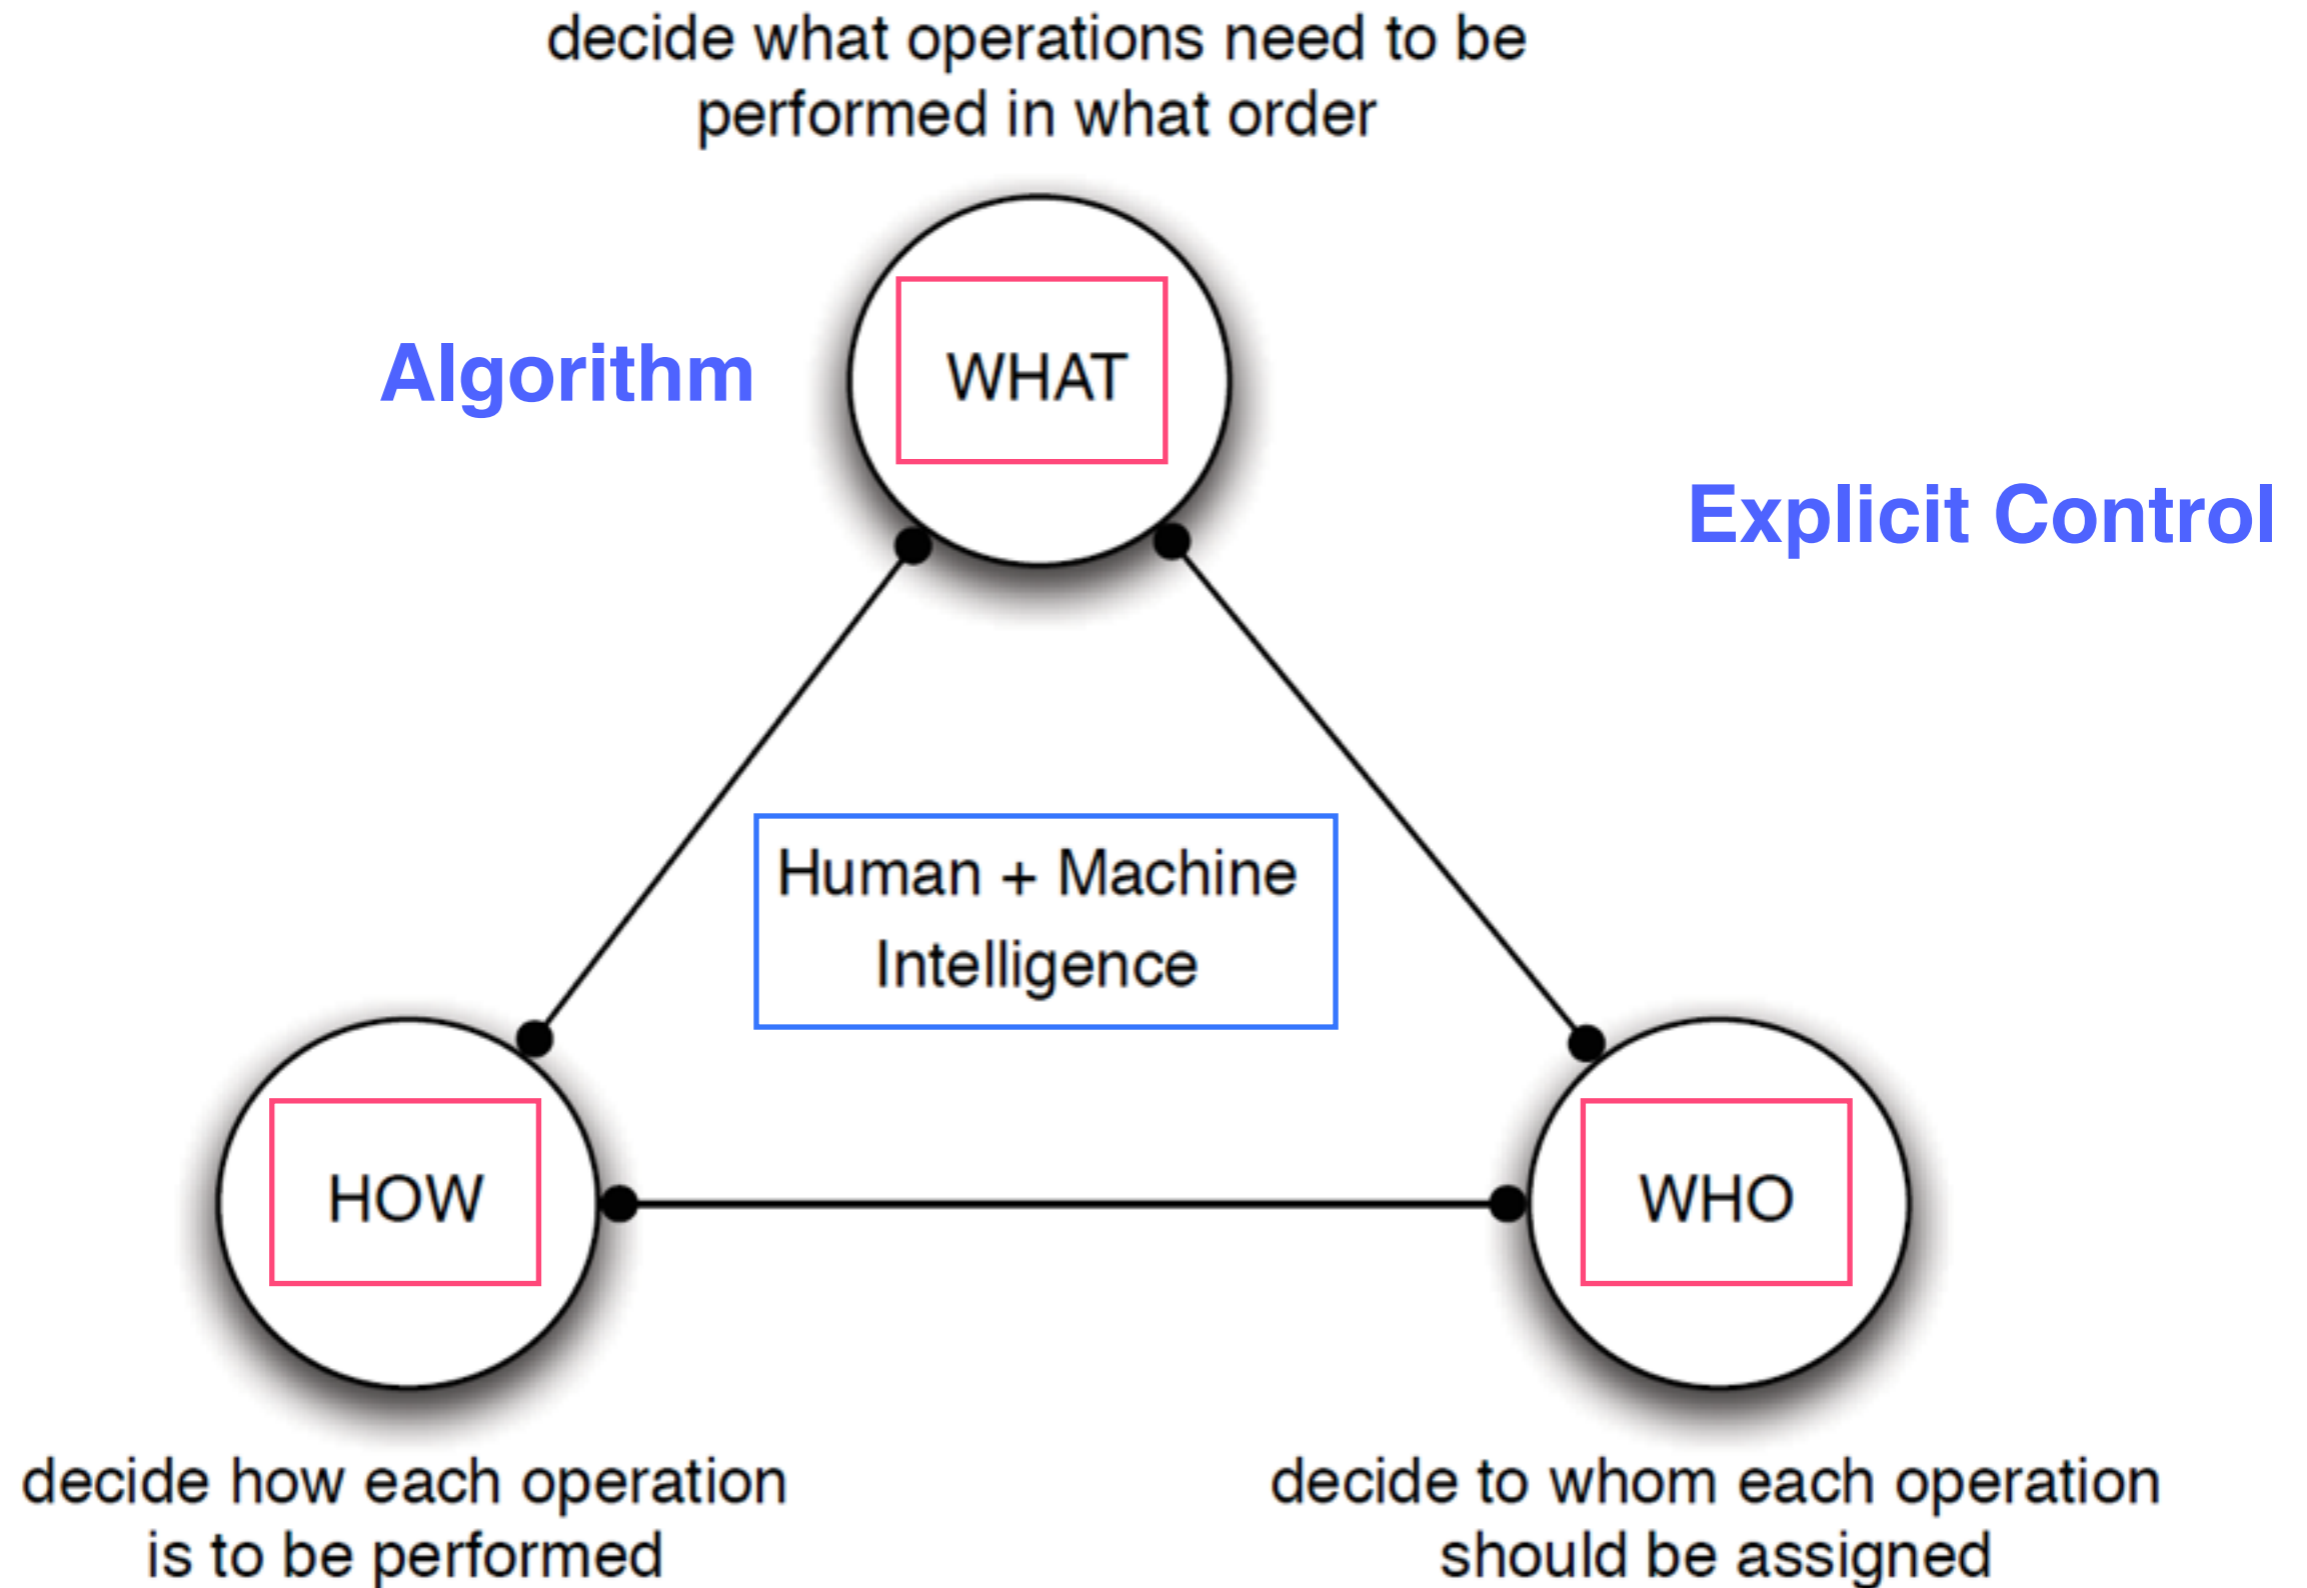 decide what operations need to be
performed in what order
Algorithm
WHAT
Explicit Control
Human + Machine
Intelligence
HOW
WHO
decide how each operation
is to be performed
decide to whom each operation
should be assigned